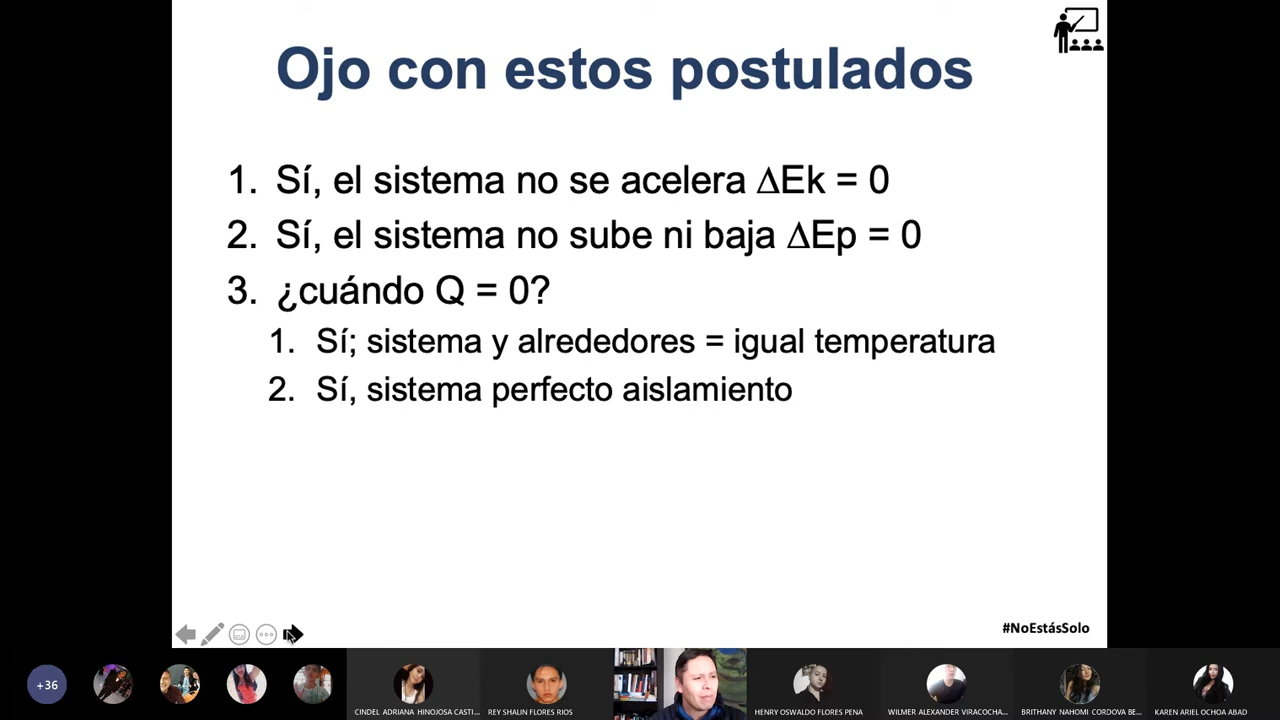 Ojo con estos postulados
1. Sí, el sistema no se acelera ∆Ek = 0
2. Sí, el sistema no sube ni baja ∆Ep = 0
3. ¿cuándo Q = 0?
1. Sí; sistema y alrededores = igual temperatura
2. Sí, sistema perfecto aislamiento
#NoEstásSolo
+36
CINDEL ADRIANA HINOJOSA CASTI...
REY SHALIN FLORES RIOS
HENRY OSWALDO FLORES PENA
WILMER ALEXANDER VIRACOCHA...
BRITHANY NAHOMI CORDOVA BE...
KAREN ARIEL OCHOA ABAD